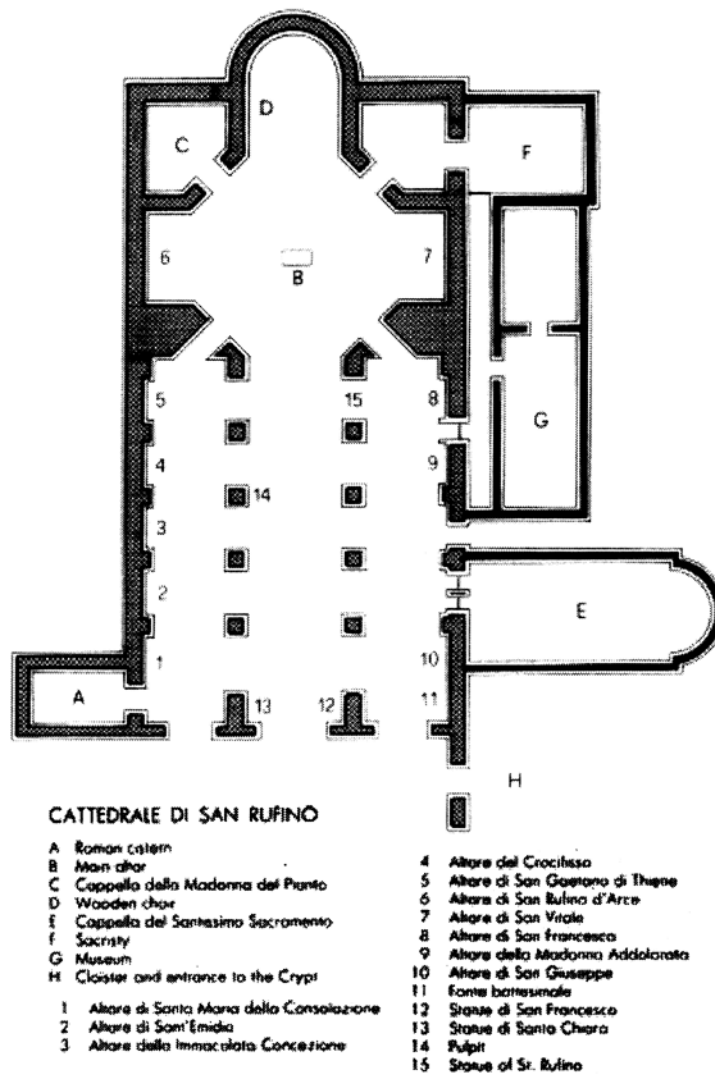 D
C
F
6
7
B
5
15
8
G
4
9
14
3
2
E
1
10
A
13
12
11
H
CATTEDRALE DI SAN RUFINO
A Roman cistern
B Main altar
C Cappella della Madonna del Pianto
D Wooden choir
E Cappella del Santissimo Sacramento
F Sacristy
G Museum
H Cloister and entrance to the Crypt
1 Altare di Santa Maria della Consolazione
2 Altare di Sant'Emidio
3 Altare della Immacolata Concezione
4 Altare del Crocifisso
5 Altare di San Gaetano di Thiene
6 Altare di San Rufino d'Arce
7 Altare di San Vitale
8 Altare di San Francesco
9 Altare della Madonna Addolorata
10 Altare di San Giuseppe
11 Fonte battesimale
12 Statue di San Francesco
13 Statue di Santa Chiara
14 Pulpit
15 Statue of St. Rufino